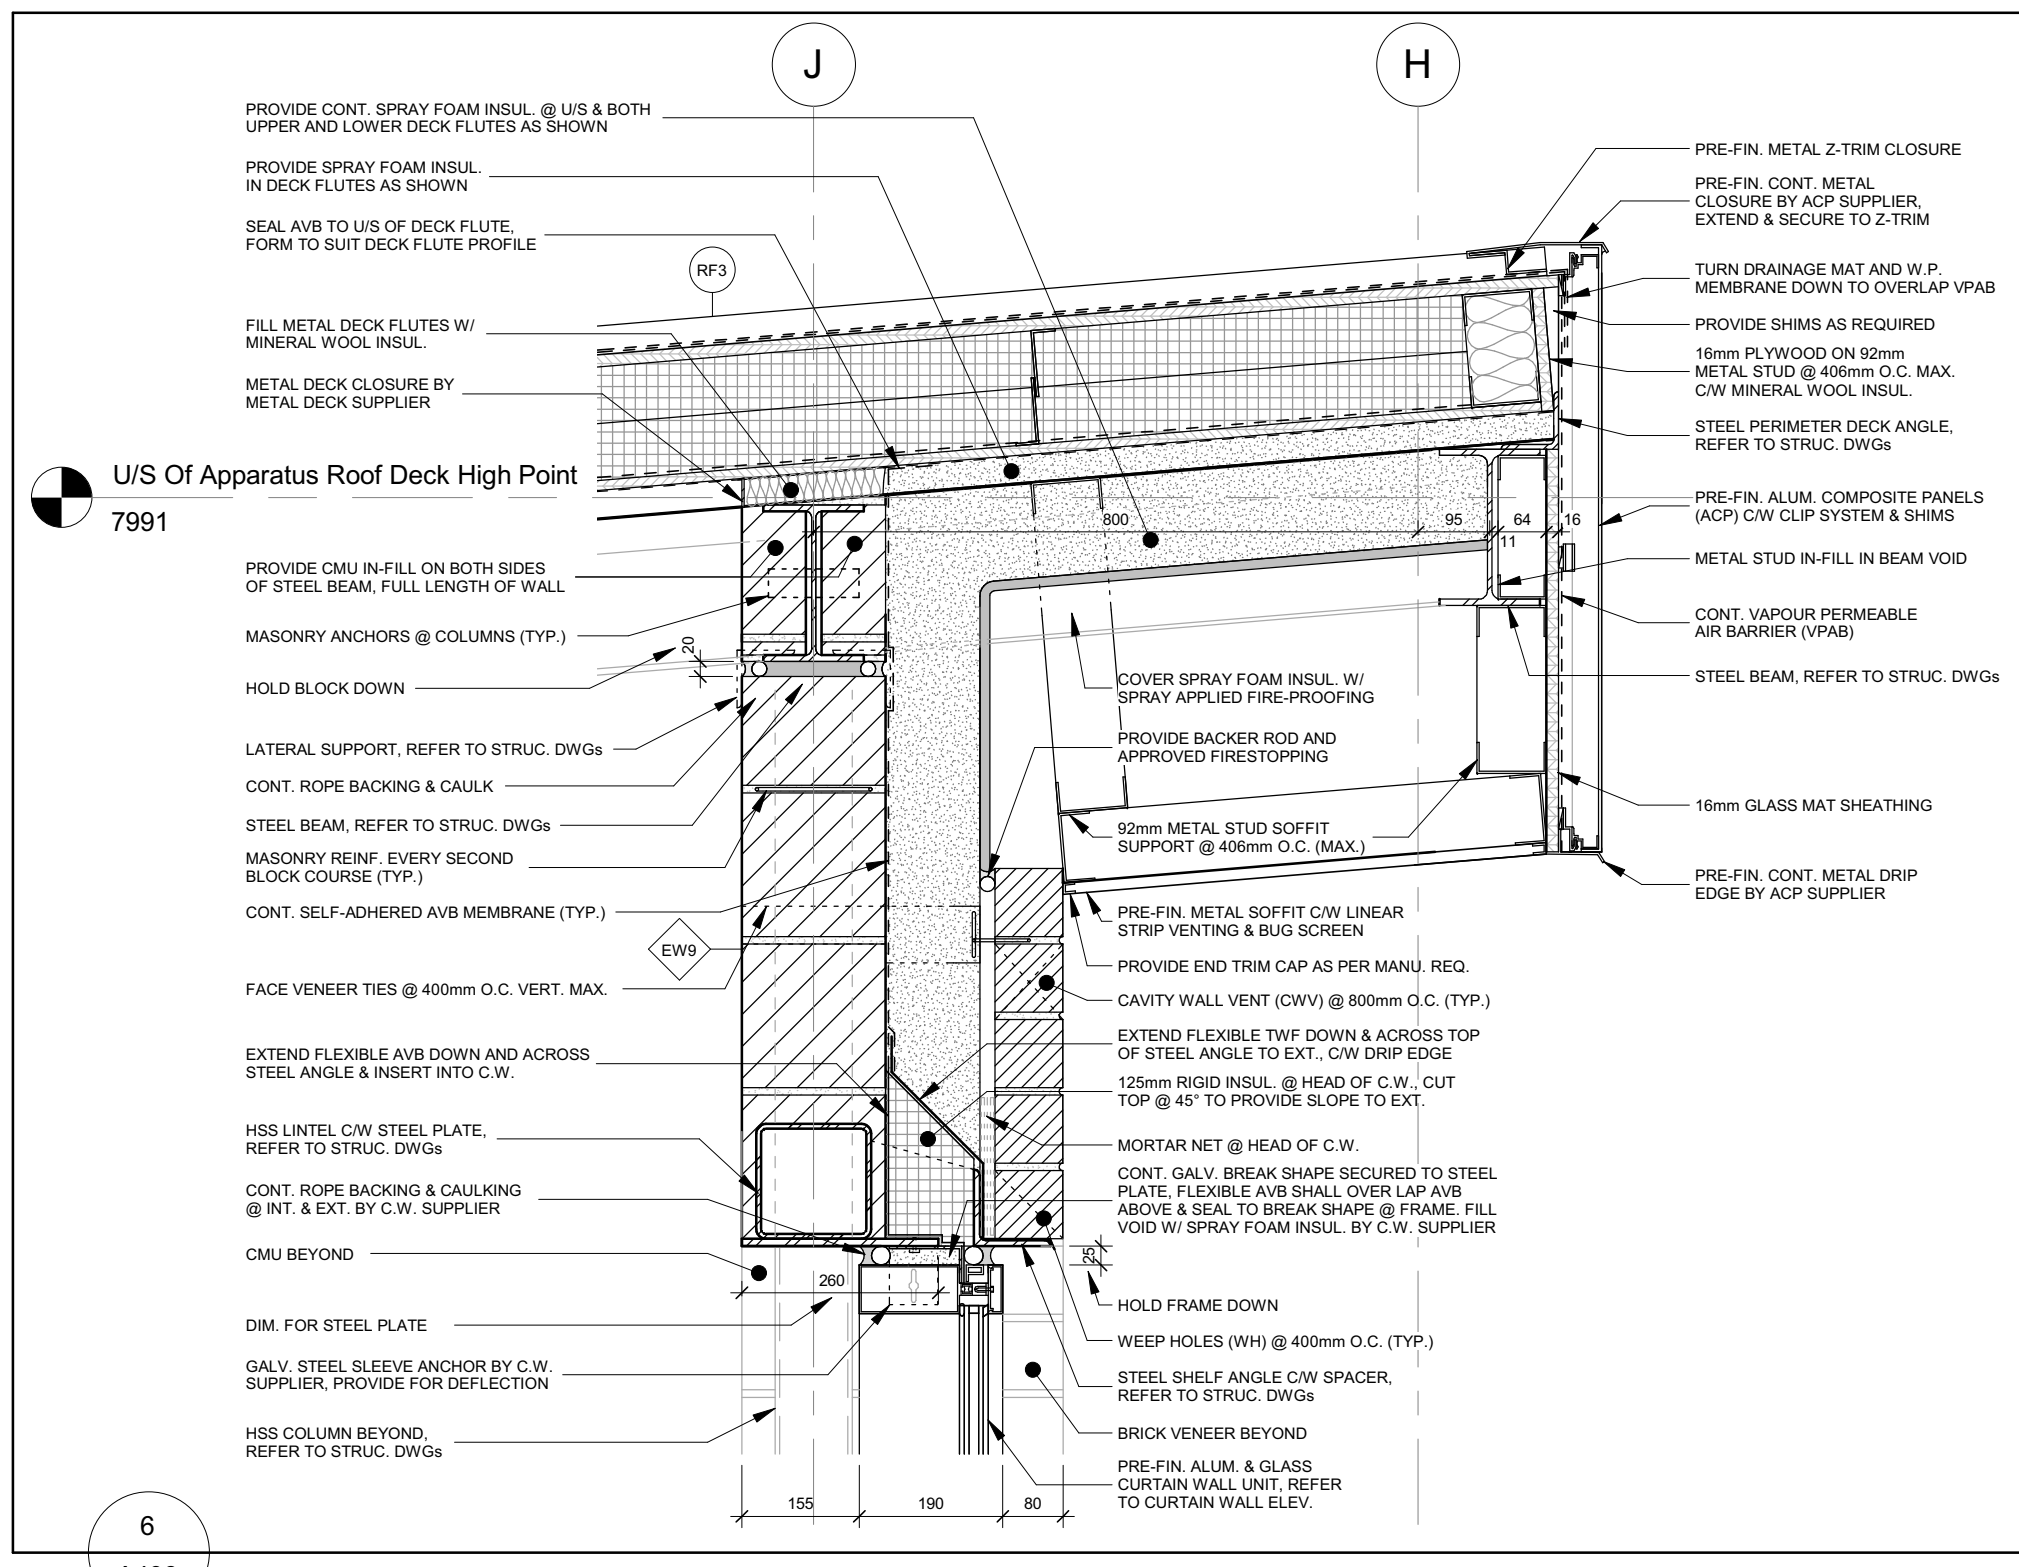 J
H
PROVIDE CONT. SPRAY FOAM INSUL. @ U/S & BOTH
UPPER AND LOWER DECK FLUTES AS SHOWN
PROVIDE SPRAY FOAM INSUL.
IN DECK FLUTES AS SHOWN
SEAL AVB TO U/S OF DECK FLUTE,
FORM TO SUIT DECK FLUTE PROFILE
RF3
FILL METAL DECK FLUTES W/
MINERAL WOOL INSUL.
METAL DECK CLOSURE BY
METAL DECK SUPPLIER
U/S Of Apparatus Roof Deck High Point
7991
PROVIDE CMU IN-FILL ON BOTH SIDES
OF STEEL BEAM, FULL LENGTH OF WALL
MASONRY ANCHORS @ COLUMNS (TYP.)
20
HOLD BLOCK DOWN
LATERAL SUPPORT, REFER TO STRUC. DWGs
CONT. ROPE BACKING & CAULK
STEEL BEAM, REFER TO STRUC. DWGs
MASONRY REINF. EVERY SECOND
BLOCK COURSE (TYP.)
CONT. SELF-ADHERED AVB MEMBRANE (TYP.)
EW9
FACE VENEER TIES @ 400mm O.C. VERT. MAX.
EXTEND FLEXIBLE AVB DOWN AND ACROSS
STEEL ANGLE & INSERT INTO C.W.
HSS LINTEL C/W STEEL PLATE,
REFER TO STRUC. DWGs
CONT. ROPE BACKING & CAULKING
@ INT. & EXT. BY C.W. SUPPLIER
CMU BEYOND
260
DIM. FOR STEEL PLATE
GALV. STEEL SLEEVE ANCHOR BY C.W.
SUPPLIER, PROVIDE FOR DEFLECTION
HSS COLUMN BEYOND,
REFER TO STRUC. DWGs
155
190
80
6
800
95
64
16
11
PRE-FIN. METAL Z-TRIM CLOSURE
PRE-FIN. CONT. METAL
CLOSURE BY ACP SUPPLIER,
EXTEND & SECURE TO Z-TRIM
TURN DRAINAGE MAT AND W.P.
MEMBRANE DOWN TO OVERLAP VPAB
PROVIDE SHIMS AS REQUIRED
16mm PLYWOOD ON 92mm
METAL STUD @ 406mm O.C. MAX.
C/W MINERAL WOOL INSUL.
STEEL PERIMETER DECK ANGLE,
REFER TO STRUC. DWGs
PRE-FIN. ALUM. COMPOSITE PANELS
(ACP) C/W CLIP SYSTEM & SHIMS
METAL STUD IN-FILL IN BEAM VOID
CONT. VAPOUR PERMEABLE
AIR BARRIER (VPAB)
STEEL BEAM, REFER TO STRUC. DWGs
16mm GLASS MAT SHEATHING
PRE-FIN. CONT. METAL DRIP
EDGE BY ACP SUPPLIER
COVER SPRAY FOAM INSUL. W/
SPRAY APPLIED FIRE-PROOFING
PROVIDE BACKER ROD AND
APPROVED FIRESTOPPING
92mm METAL STUD SOFFIT
SUPPORT @ 406mm O.C. (MAX.)
PRE-FIN. METAL SOFFIT C/W LINEAR
STRIP VENTING & BUG SCREEN
PROVIDE END TRIM CAP AS PER MANU. REQ.
CAVITY WALL VENT (CWV) @ 800mm O.C. (TYP.)
EXTEND FLEXIBLE TWF DOWN & ACROSS TOP
OF STEEL ANGLE TO EXT., C/W DRIP EDGE
125mm RIGID INSUL. @ HEAD OF C.W., CUT
TOP @ 45° TO PROVIDE SLOPE TO EXT.
MORTAR NET @ HEAD OF C.W.
CONT. GALV. BREAK SHAPE SECURED TO STEEL
PLATE, FLEXIBLE AVB SHALL OVER LAP AVB
ABOVE & SEAL TO BREAK SHAPE @ FRAME. FILL
VOID W/ SPRAY FOAM INSUL. BY C.W. SUPPLIER
25
HOLD FRAME DOWN
WEEP HOLES (WH) @ 400mm O.C. (TYP.)
STEEL SHELF ANGLE C/W SPACER,
REFER TO STRUC. DWGs
BRICK VENEER BEYOND
PRE-FIN. ALUM. & GLASS
CURTAIN WALL UNIT, REFER
TO CURTAIN WALL ELEV.